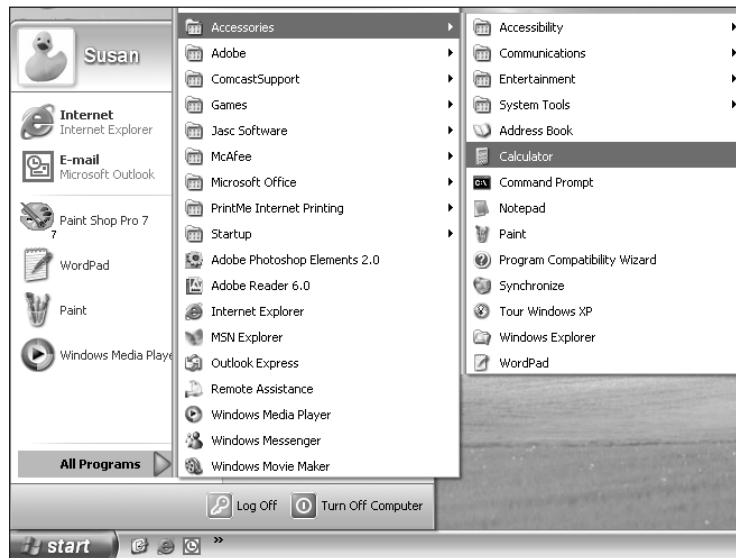 Susan
Internet
Internet Explorer
E-mail
Microsoft Outlook
Paint Shop Pro 7
7
WordPad
Paint
Windows Media Playe
All Programs
Accessories
Adobe
ComcastSupport
Games
Jasc Software
McAfee
Microsoft Office
PrintMe Internet Printing
Startup
Adobe Photoshop Elements 2.0
Adobe Reader 6.0
Internet Explorer
MSN Explorer
Outlook Express
Remote Assistance
Windows Media Player
Windows Messenger
Windows Movie Maker
Accessibility
Communications
Entertainment
System Tools
Address Book
Calculator
Command Prompt
Notepad
Paint
Program Compatibility Wizard
Synchronize
Tour Windows XP
Windows Explorer
WordPad
Log Off
Turn Off Computer
start